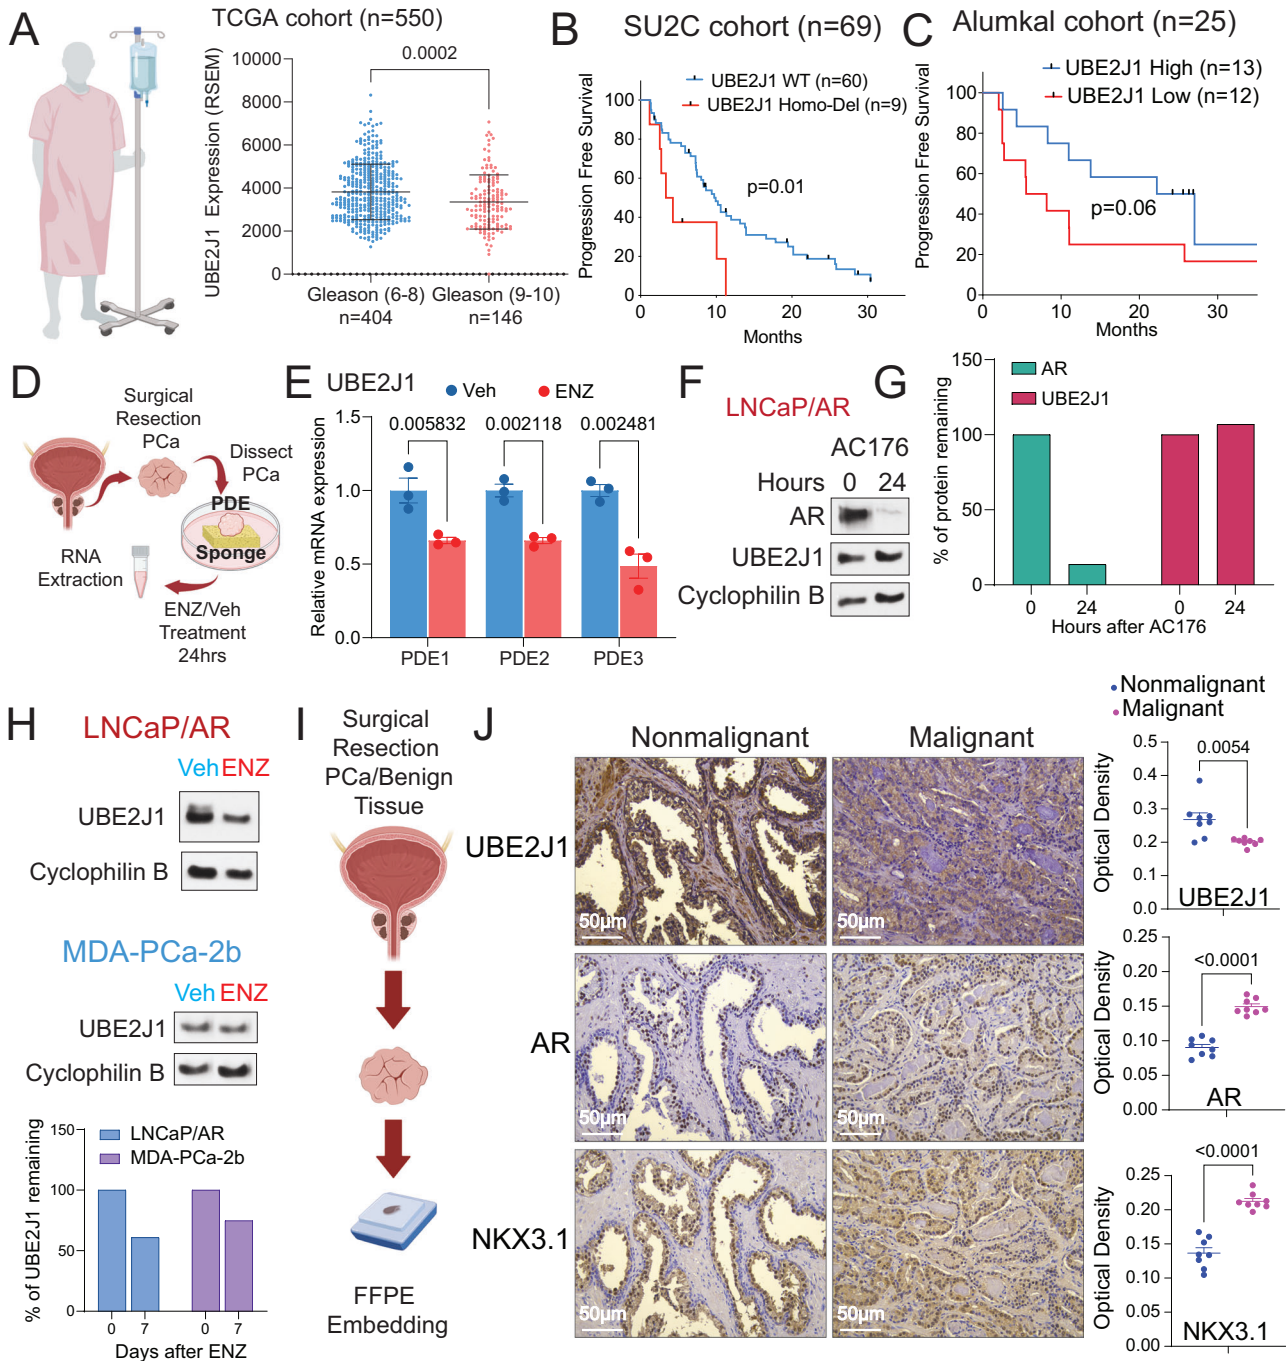 A
TCGA cohort (n=550)
UBE2J1 Expression (RSEM)
10000
8000
6000
4000
2000
0
0.0002
Gleason (6-8)
n=404
Gleason (9-10)
n=146
B
SU2C cohort (n=69)
UBE2J1 WT (n=60)
UBE2J1 Homo-Del (n=9)
Progression Free Survival
100
80
60
40
20
0
p=0.01
0 10 20 30
Months
C
Alumkal cohort (n=25)
UBE2J1 High (n=13)
UBE2J1 Low (n=12)
Progression Free Survival
100
80
60
40
20
0
p=0.06
0 10 20 30
Months
D
Surgical
Resection
PCa
Dissect
PCa
PDE
Sponge
RNA
Extraction
ENZ/Veh
Treatment
24hrs
E
UBE2J1
Veh
ENZ
Relative mRNA expression
1.5
1.0
0.5
0.0
0.005832
0.002118
0.002481
PDE1 PDE2 PDE3
F
LNCaP/AR
AC176
Hours 0 24
AR
UBE2J1
Cyclophilin B
G
% of protein remaining
150
100
50
0
AR
UBE2J1
0 24 0 24
Hours after AC176
H
LNCaP/AR
Veh ENZ
UBE2J1
Cyclophilin B
MDA-PCa-2b
Veh ENZ
UBE2J1
Cyclophilin B
% of UBE2J1 remaining
150
100
50
0
LNCaP/AR
MDA-PCa-2b
0 7 0 7
Days after ENZ
I
Surgical
Resection
PCa/Benign
Tissue
FFPE
Embedding
J
Nonmalignant
Malignant
UBE2J1
50µm
50µm
AR
50µm
50µm
NKX3.1
50µm
50µm
Nonmalignant
Malignant
Optical Density
0.5
0.4
0.3
0.2
0.1
0.0
0.0054
UBE2J1
Optical Density
0.25
0.20
0.15
0.10
0.05
0.00
<0.0001
AR
Optical Density
0.25
0.20
0.15
0.10
0.05
0.00
<0.0001
NKX3.1